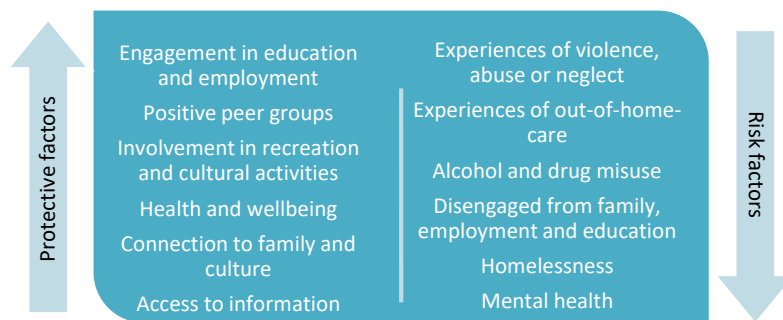 Protective factors
Engagement in education
and employment
Positive peer groups
Involvement in recreation
and cultural activities
Health and wellbeing
Connection to family and
culture
Access to information
Experiences of violence,
abuse or neglect
Experiences of out-of-home-
care
Alcohol and drug misuse
Disengaged from family,
employment and education
Homelessness
Mental health
Risk factors